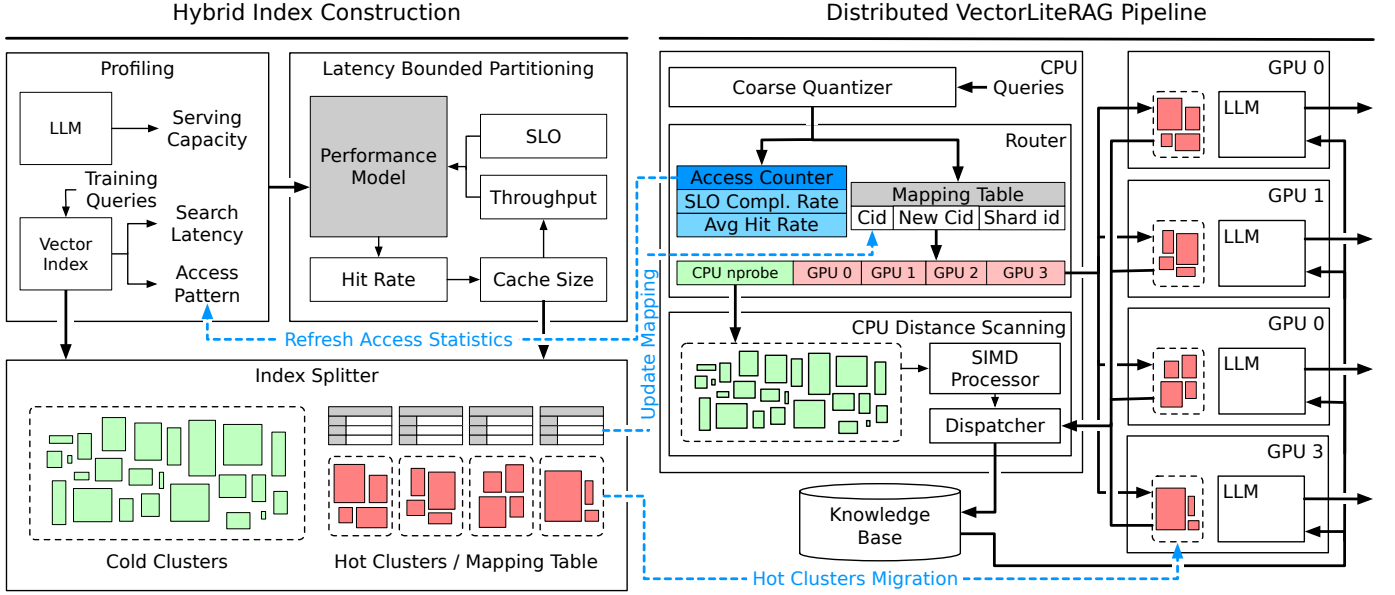 Hybrid Index Construction
Distributed VectorLiteRAG Pipeline
Profiling
LLM
Serving
Capacity
Training
Queries
Vector
Index
Search
Latency
Access
Pattern
Latency Bounded Partitioning
Performance
Model
SLO
Throughput
Hit Rate
Cache Size
Refresh Access Statistics
Update Mapping
Index Splitter
Cold Clusters
Hot Clusters / Mapping Table
Hot Clusters Migration
CPU
Coarse Quantizer
Queries
Router
Access Counter
SLO Compl. Rate
Avg Hit Rate
Mapping Table
Cid
New Cid
Shard id
CPU nprobe
GPU 0
GPU 1
GPU 2
GPU 3
CPU Distance Scanning
SIMD
Processor
Dispatcher
Knowledge
Base
GPU 0
LLM
GPU 1
LLM
GPU 0
LLM
GPU 3
LLM